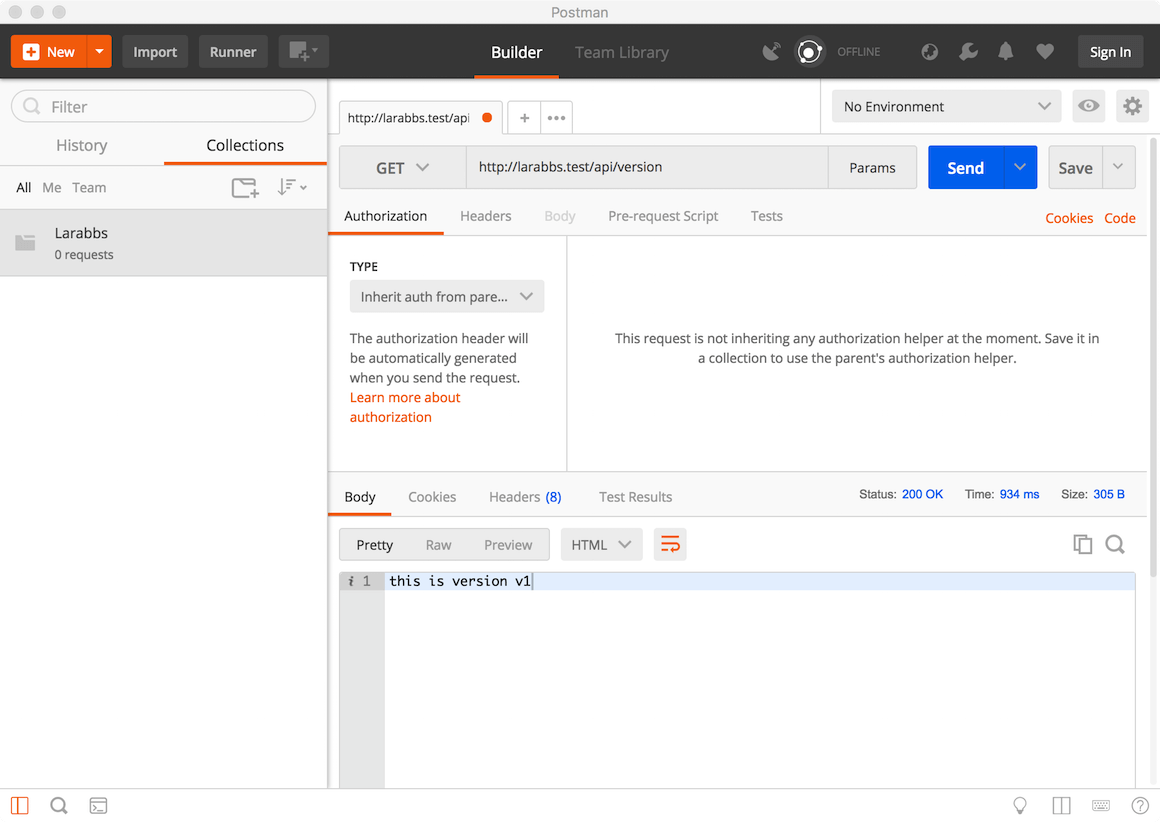 Postman
New
Import
Runner
Builder
Team Library
OFFLINE
Sign In
Filter
History
Collections
All Me Team
Larabbs
0 requests
http://larabbs.test/api
No Environment
GET
http://larabbs.test/api/version
Params
Send
Save
Authorization
Headers
Body
Pre-request Script
Tests
Cookies
Code
TYPE
Inherit auth from pare...
The authorization header will
be automatically generated
when you send the request.
Learn more about
authorization
This request is not inheriting any authorization helper at the moment. Save it in
a collection to use the parent's authorization helper.
Body
Cookies
Headers (8)
Test Results
Status: 200 OK
Time: 934 ms
Size: 305 B
Pretty
Raw
Preview
HTML
i 1
this is version v1